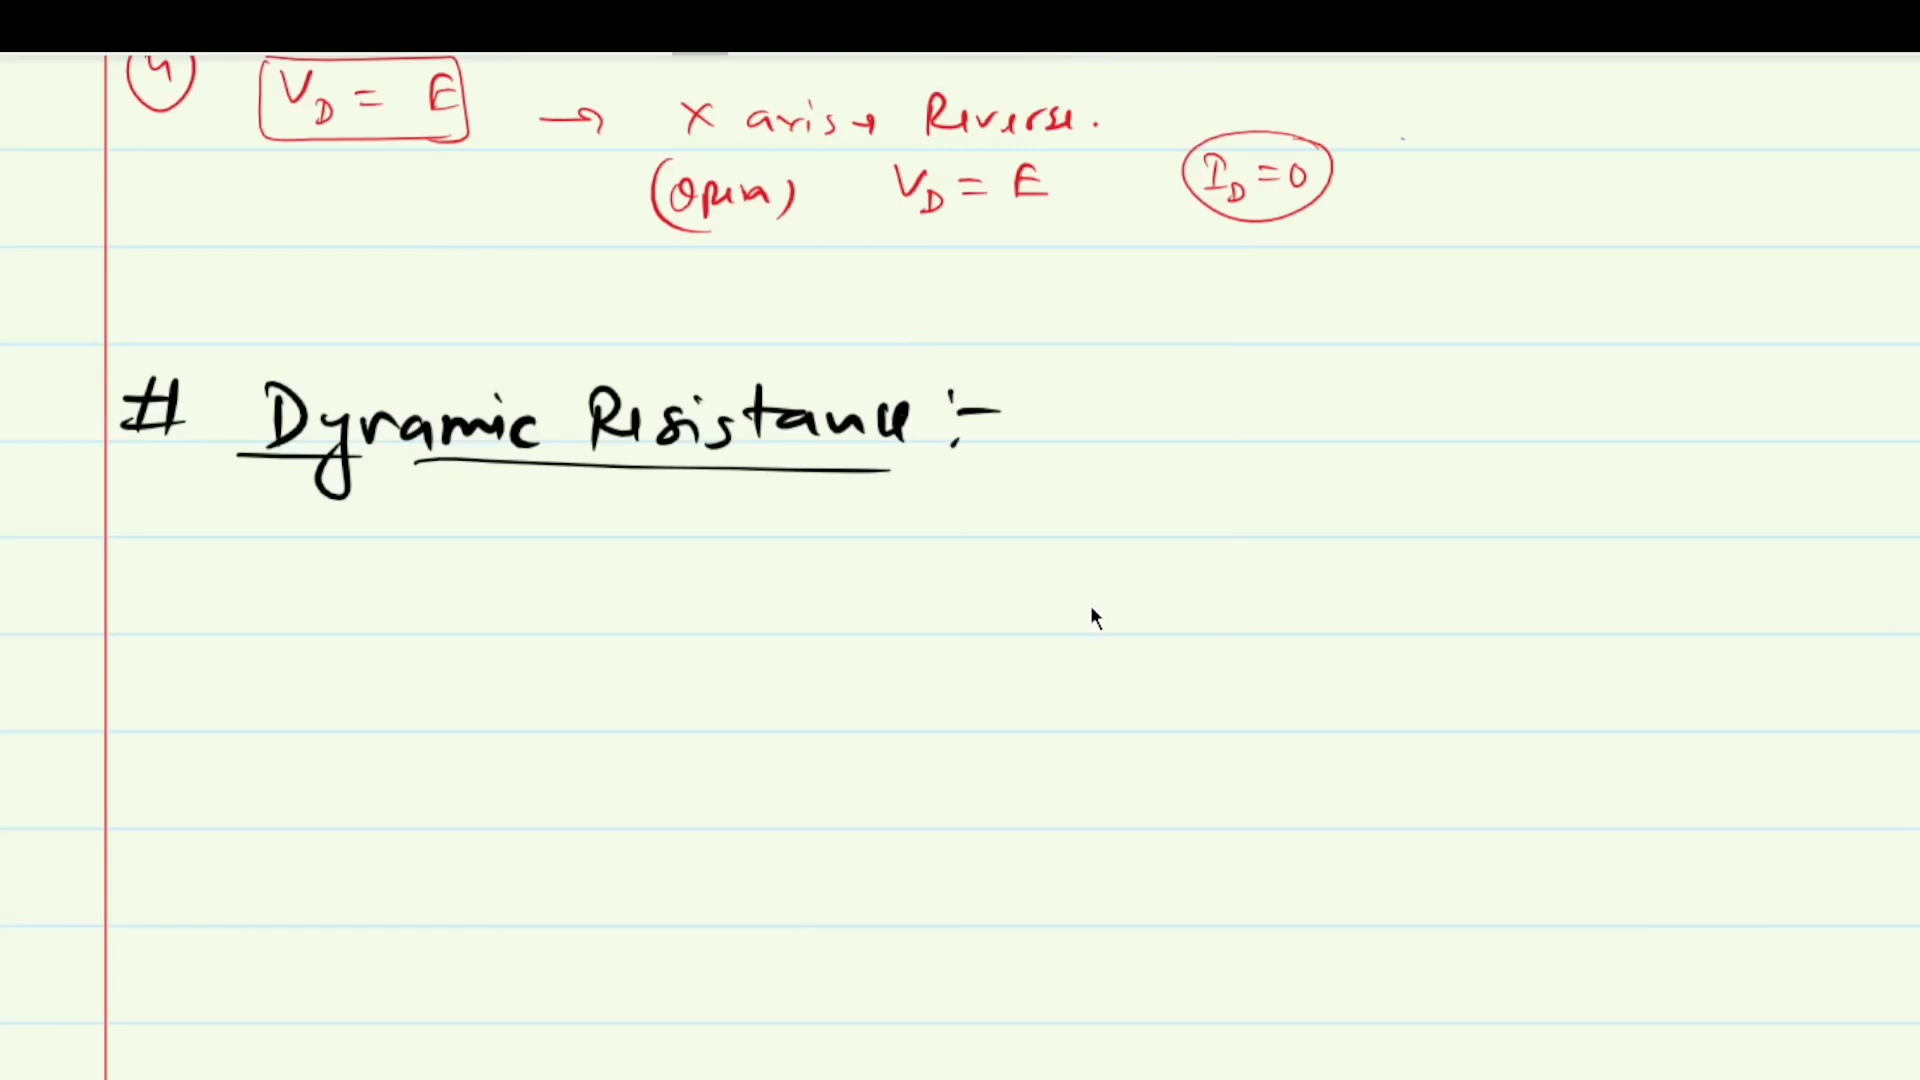 4 V_D = E → X axis → Reverse.
(Open) V_D = E I_D = 0
# Dynamic Resistance :-